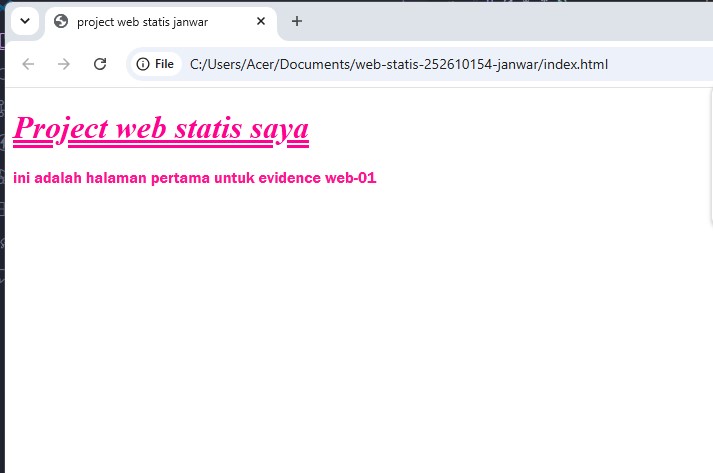 project web statis janwar
File
C:/Users/Acer/Documents/web-statis-252610154-janwar/index.html
Project web statis saya
ini adalah halaman pertama untuk evidence web-01